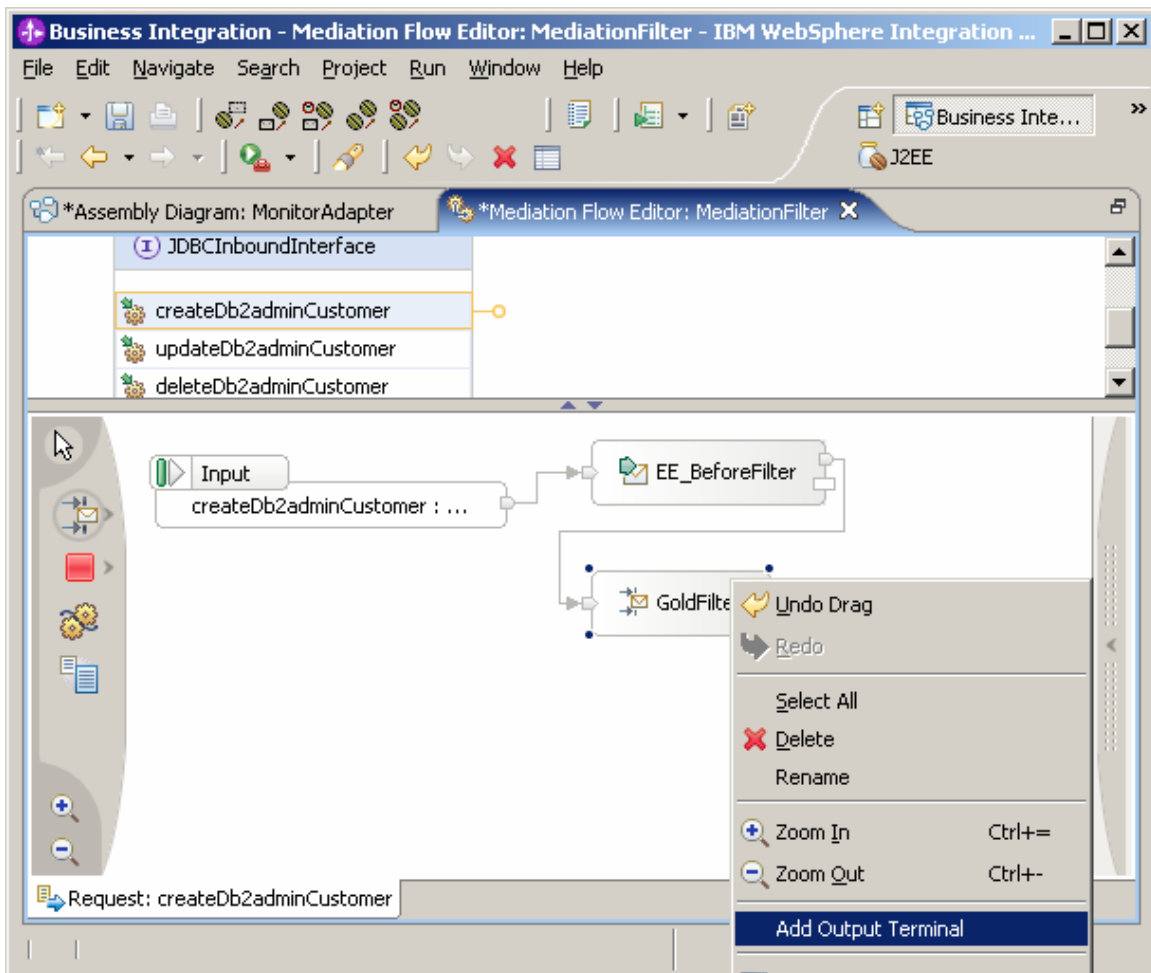 Business Integration - Mediation Flow Editor: MediationFilter - IBM WebSphere Integration ...
File Edit Navigate Search Project Run Window Help
Business Inte...
»
J2EE
*Assembly Diagram: MonitorAdapter
*Mediation Flow Editor: MediationFilter
JDBCInboundInterface
createDb2adminCustomer
updateDb2adminCustomer
deleteDb2adminCustomer
Input
createDb2adminCustomer : ...
EE_BeforeFilter
GoldFilte
Undo Drag
Redo
Select All
Delete
Rename
Zoom In Ctrl+=
Zoom Out Ctrl+-
Add Output Terminal
Request: createDb2adminCustomer